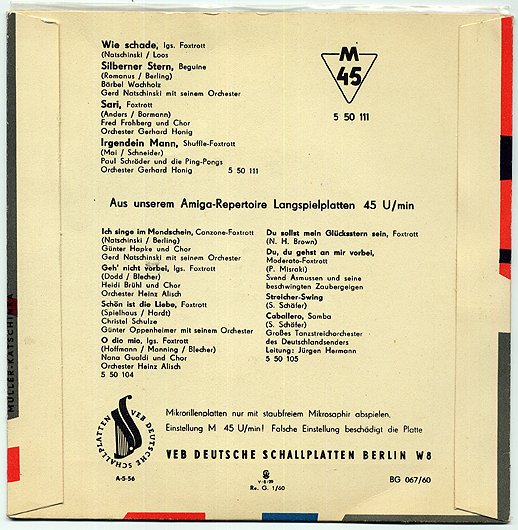 Wie schade, lgs. Foxtrott
(Natschinski / Loos
Silberner Stern, Beguine
(Romanus / Berling)
Bärbel Wachholz
Gerd Natschinski mit seinem Orchester
Sari, Foxtrott
(Anders / Bormann)
Fred Frohberg und Chor
Orchester Gerhard Honig
Irgendein Mann, Shuffle-Foxtrott
(Mai / Schneider)
Paul Schröder und die Ping-Pongs
Orchester Gerhard Honig 5 50 111
M
45
5 50 111
Aus unserem Amiga-Repertoire Langspielplatten 45 U/min
Ich singe im Mondschein, Canzone-Foxtrott
(Natschinski / Berling)
Günter Hapke und Chor
Gerd Natschinski mit seinem Orchester
Geh' nicht vorbei, lgs. Foxtrott
(Dodd / Blecher)
Heidi Brühl und Chor
Orchester Heinz Alisch
Schön ist die Liebe, Foxtrott
(Spielhaus / Hardt)
Christel Schulze
Günter Oppenheimer mit seinem Orchester
O die mio, lgs. Foxtrott
(Hoffmann / Manning / Blecher)
Nana Gualdi und Chor
Orchester Heinz Alisch
5 50 104
Du sollst mein Glücksstern sein, Foxtrott
(N. H. Brown)
Du, du gehst an mir vorbei,
Moderato-Foxtrott
(P. Misraki)
Svend Asmussen und seine
beschwingten Zaubergeigen
Streicher-Swing
(S. Schäfer)
Caballero, Samba
(S. Schäfer)
Großes Tanzstreichorchester
des Deutschlandsenders
Leitung: Jürgen Hermann
5 50 105
MÜLLER-KAUTSCH
VEB DEUTSCHE SCHALLPLATTEN
A-5-56
Mikrorillenplatten nur mit staubfreiem Mikrosaphir abspielen.
Einstellung M 45 U/min! Falsche Einstellung beschädigt die Platte
VEB DEUTSCHE SCHALLPLATTEN BERLIN W8
Re. G. 1/60
BG 067/60